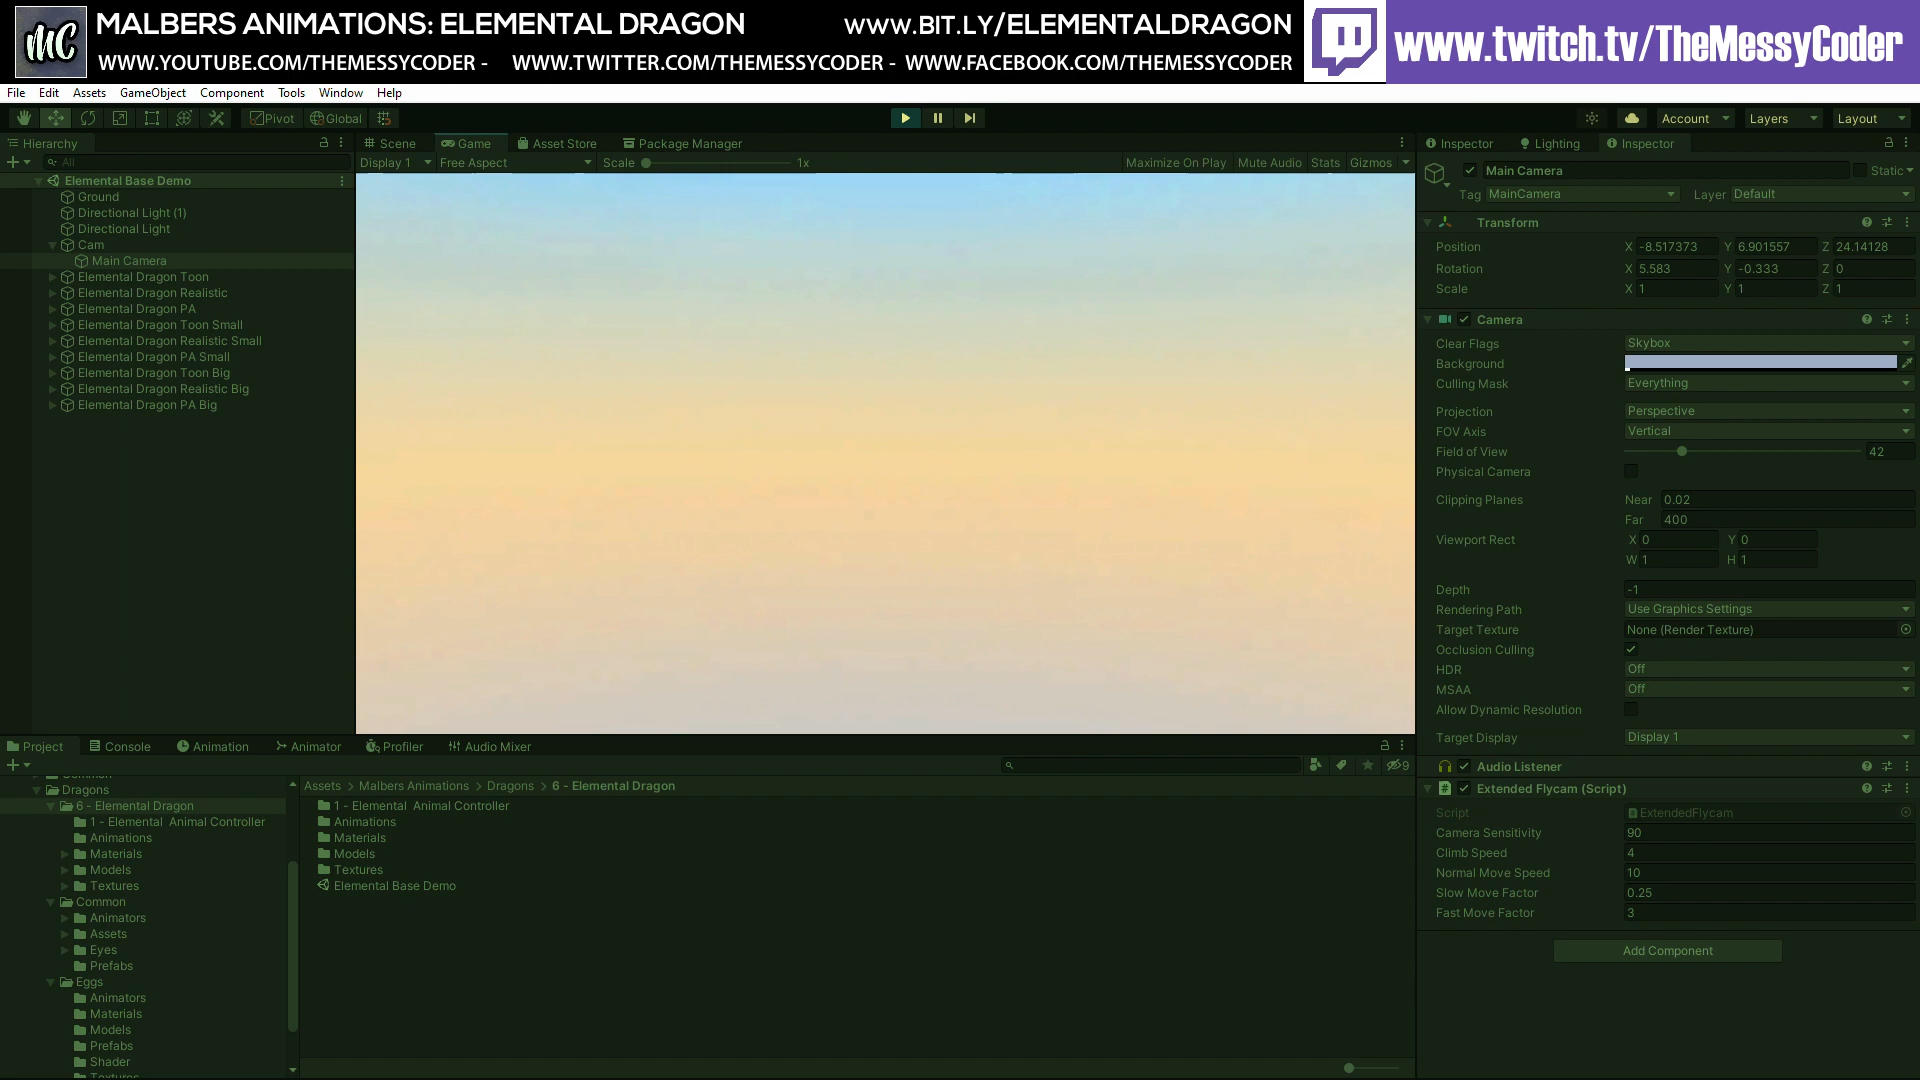 MC
MALBERS ANIMATIONS: ELEMENTAL DRAGON
WWW.BIT.LY/ELEMENTALDRAGON
WWW.YOUTUBE.COM/THEMESSYCODER - WWW.TWITTER.COM/THEMESSYCODER - WWW.FACEBOOK.COM/THEMESSYCODER
www.twitch.tv/TheMessyCoder
File Edit Assets GameObject Component Tools Window Help
Pivot Global
Account Layers Layout
Hierarchy
All
Elemental Base Demo
Ground
Directional Light (1)
Directional Light
Cam
Main Camera
Elemental Dragon Toon
Elemental Dragon Realistic
Elemental Dragon PA
Elemental Dragon Toon Small
Elemental Dragon Realistic Small
Elemental Dragon PA Small
Elemental Dragon Toon Big
Elemental Dragon Realistic Big
Elemental Dragon PA Big
Scene Game Asset Store Package Manager
Display 1 Free Aspect Scale 1x Maximize On Play Mute Audio Stats Gizmos
Inspector Lighting Inspector
Main Camera Static
Tag MainCamera Layer Default
Transform
Position X -8.517373 Y 6.901557 Z 24.14128
Rotation X 5.583 Y -0.333 Z 0
Scale X 1 Y 1 Z 1
Camera
Clear Flags Skybox
Background
Culling Mask Everything
Projection Perspective
FOV Axis Vertical
Field of View 42
Physical Camera
Clipping Planes Near 0.02
Far 400
Viewport Rect X 0 Y 0
W 1 H 1
Depth -1
Rendering Path Use Graphics Settings
Target Texture None (Render Texture)
Occlusion Culling
HDR Off
MSAA Off
Allow Dynamic Resolution
Target Display Display 1
Audio Listener
Extended Flycam (Script)
Script ExtendedFlycam
Camera Sensitivity 90
Climb Speed 4
Normal Move Speed 10
Slow Move Factor 0.25
Fast Move Factor 3
Add Component
Project Console Animation Animator Profiler Audio Mixer
9
Common
Dragons
6 - Elemental Dragon
1 - Elemental Animal Controller
Animations
Materials
Models
Textures
Common
Animators
Assets
Eyes
Prefabs
Eggs
Animators
Materials
Models
Prefabs
Shader
Textures
Assets > Malbers Animations > Dragons > 6 - Elemental Dragon
1 - Elemental Animal Controller
Animations
Materials
Models
Textures
Elemental Base Demo